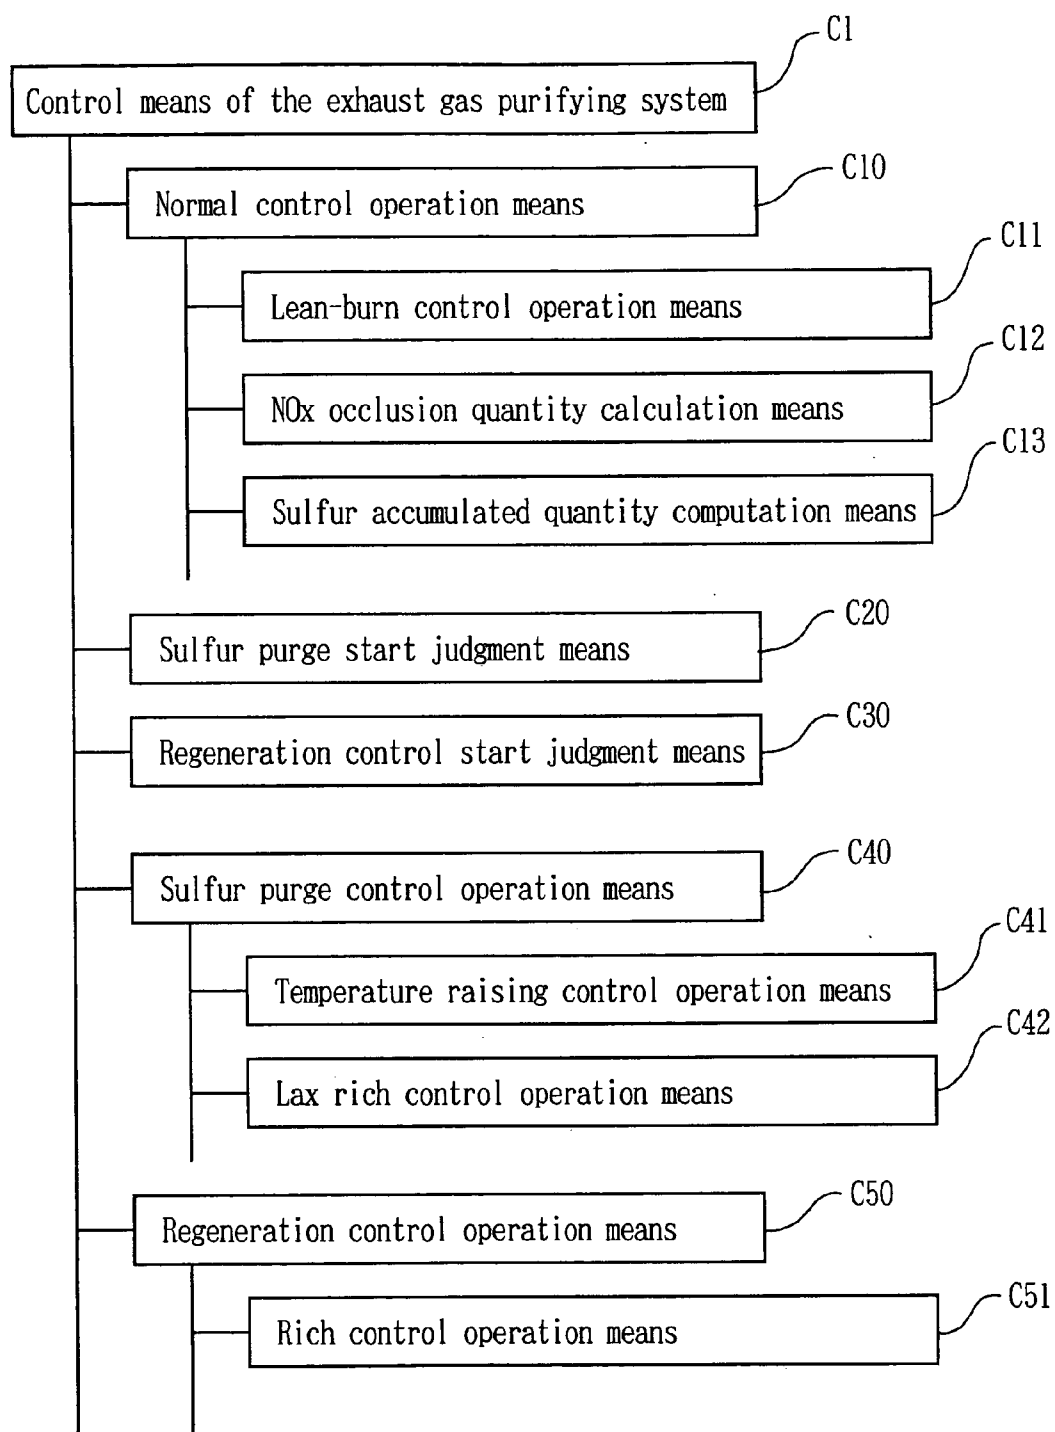 C1
Control means of the exhaust gas purifying system
C10
Normal control operation means
C11
Lean-burn control operation means
C12
NOx occlusion quantity calculation means
C13
Sulfur accumulated quantity computation means
C20
Sulfur purge start judgment means
C30
Regeneration control start judgment means
C40
Sulfur purge control operation means
C41
Temperature raising control operation means
C42
Lax rich control operation means
C50
Regeneration control operation means
C51
Rich control operation means